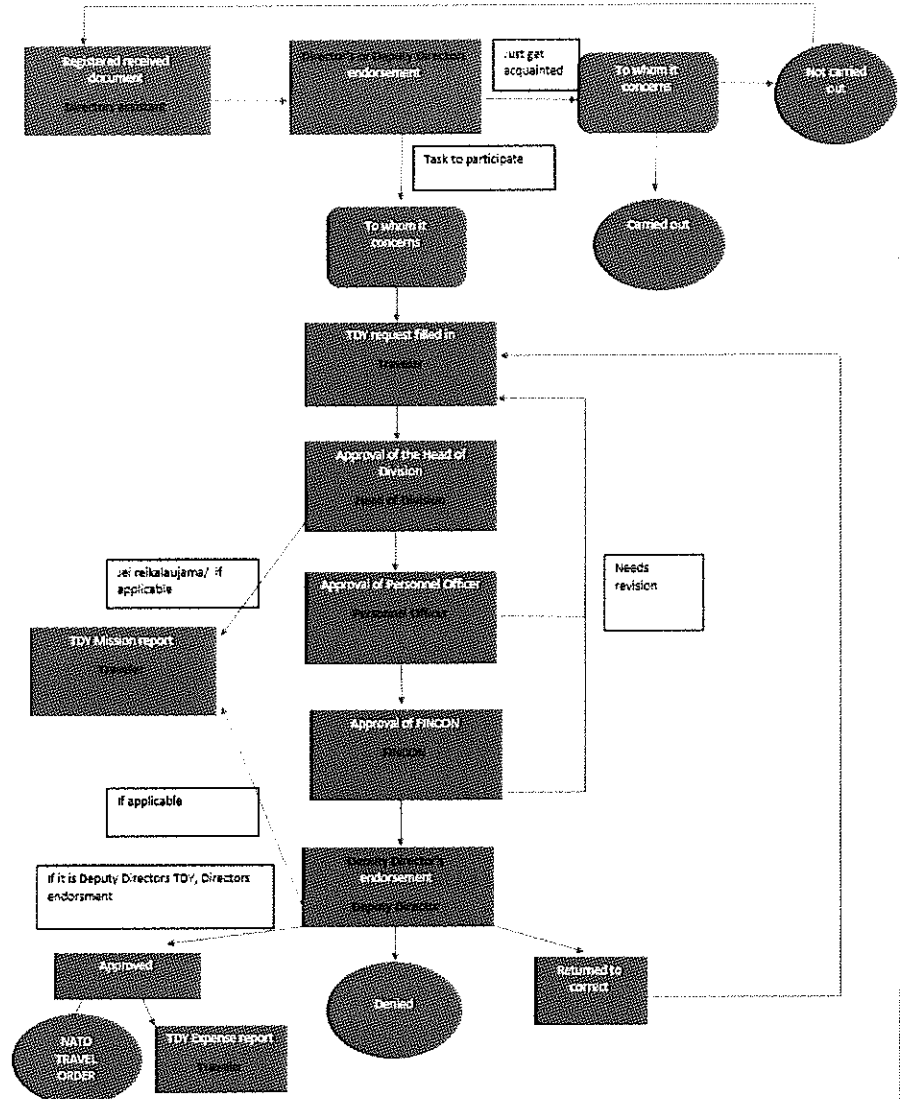 Registered received
document
Directors assistant
Director's or Deputy Directors
endorsement
Just get
acquainted
To whom it
concerns
Not carried
out
Task to participate
To whom it
concerns
Carried out
TDY request filled in
Traveler
Approval of the Head of
Division
Head of Division
Jei reikalaujama/ if
applicable
Approval of Personnel Officer
Personnel Officer
Needs
revision
TDY Mission report
Traveler
Approval of FINCON
FINCON
If applicable
Deputy Director's
endorsement
Deputy Director
If it is Deputy Directors TDY, Directors
endorsment
Approved
Denied
Returned to
correct
NATO
TRAVEL
ORDER
TDY Expense report
Traveler